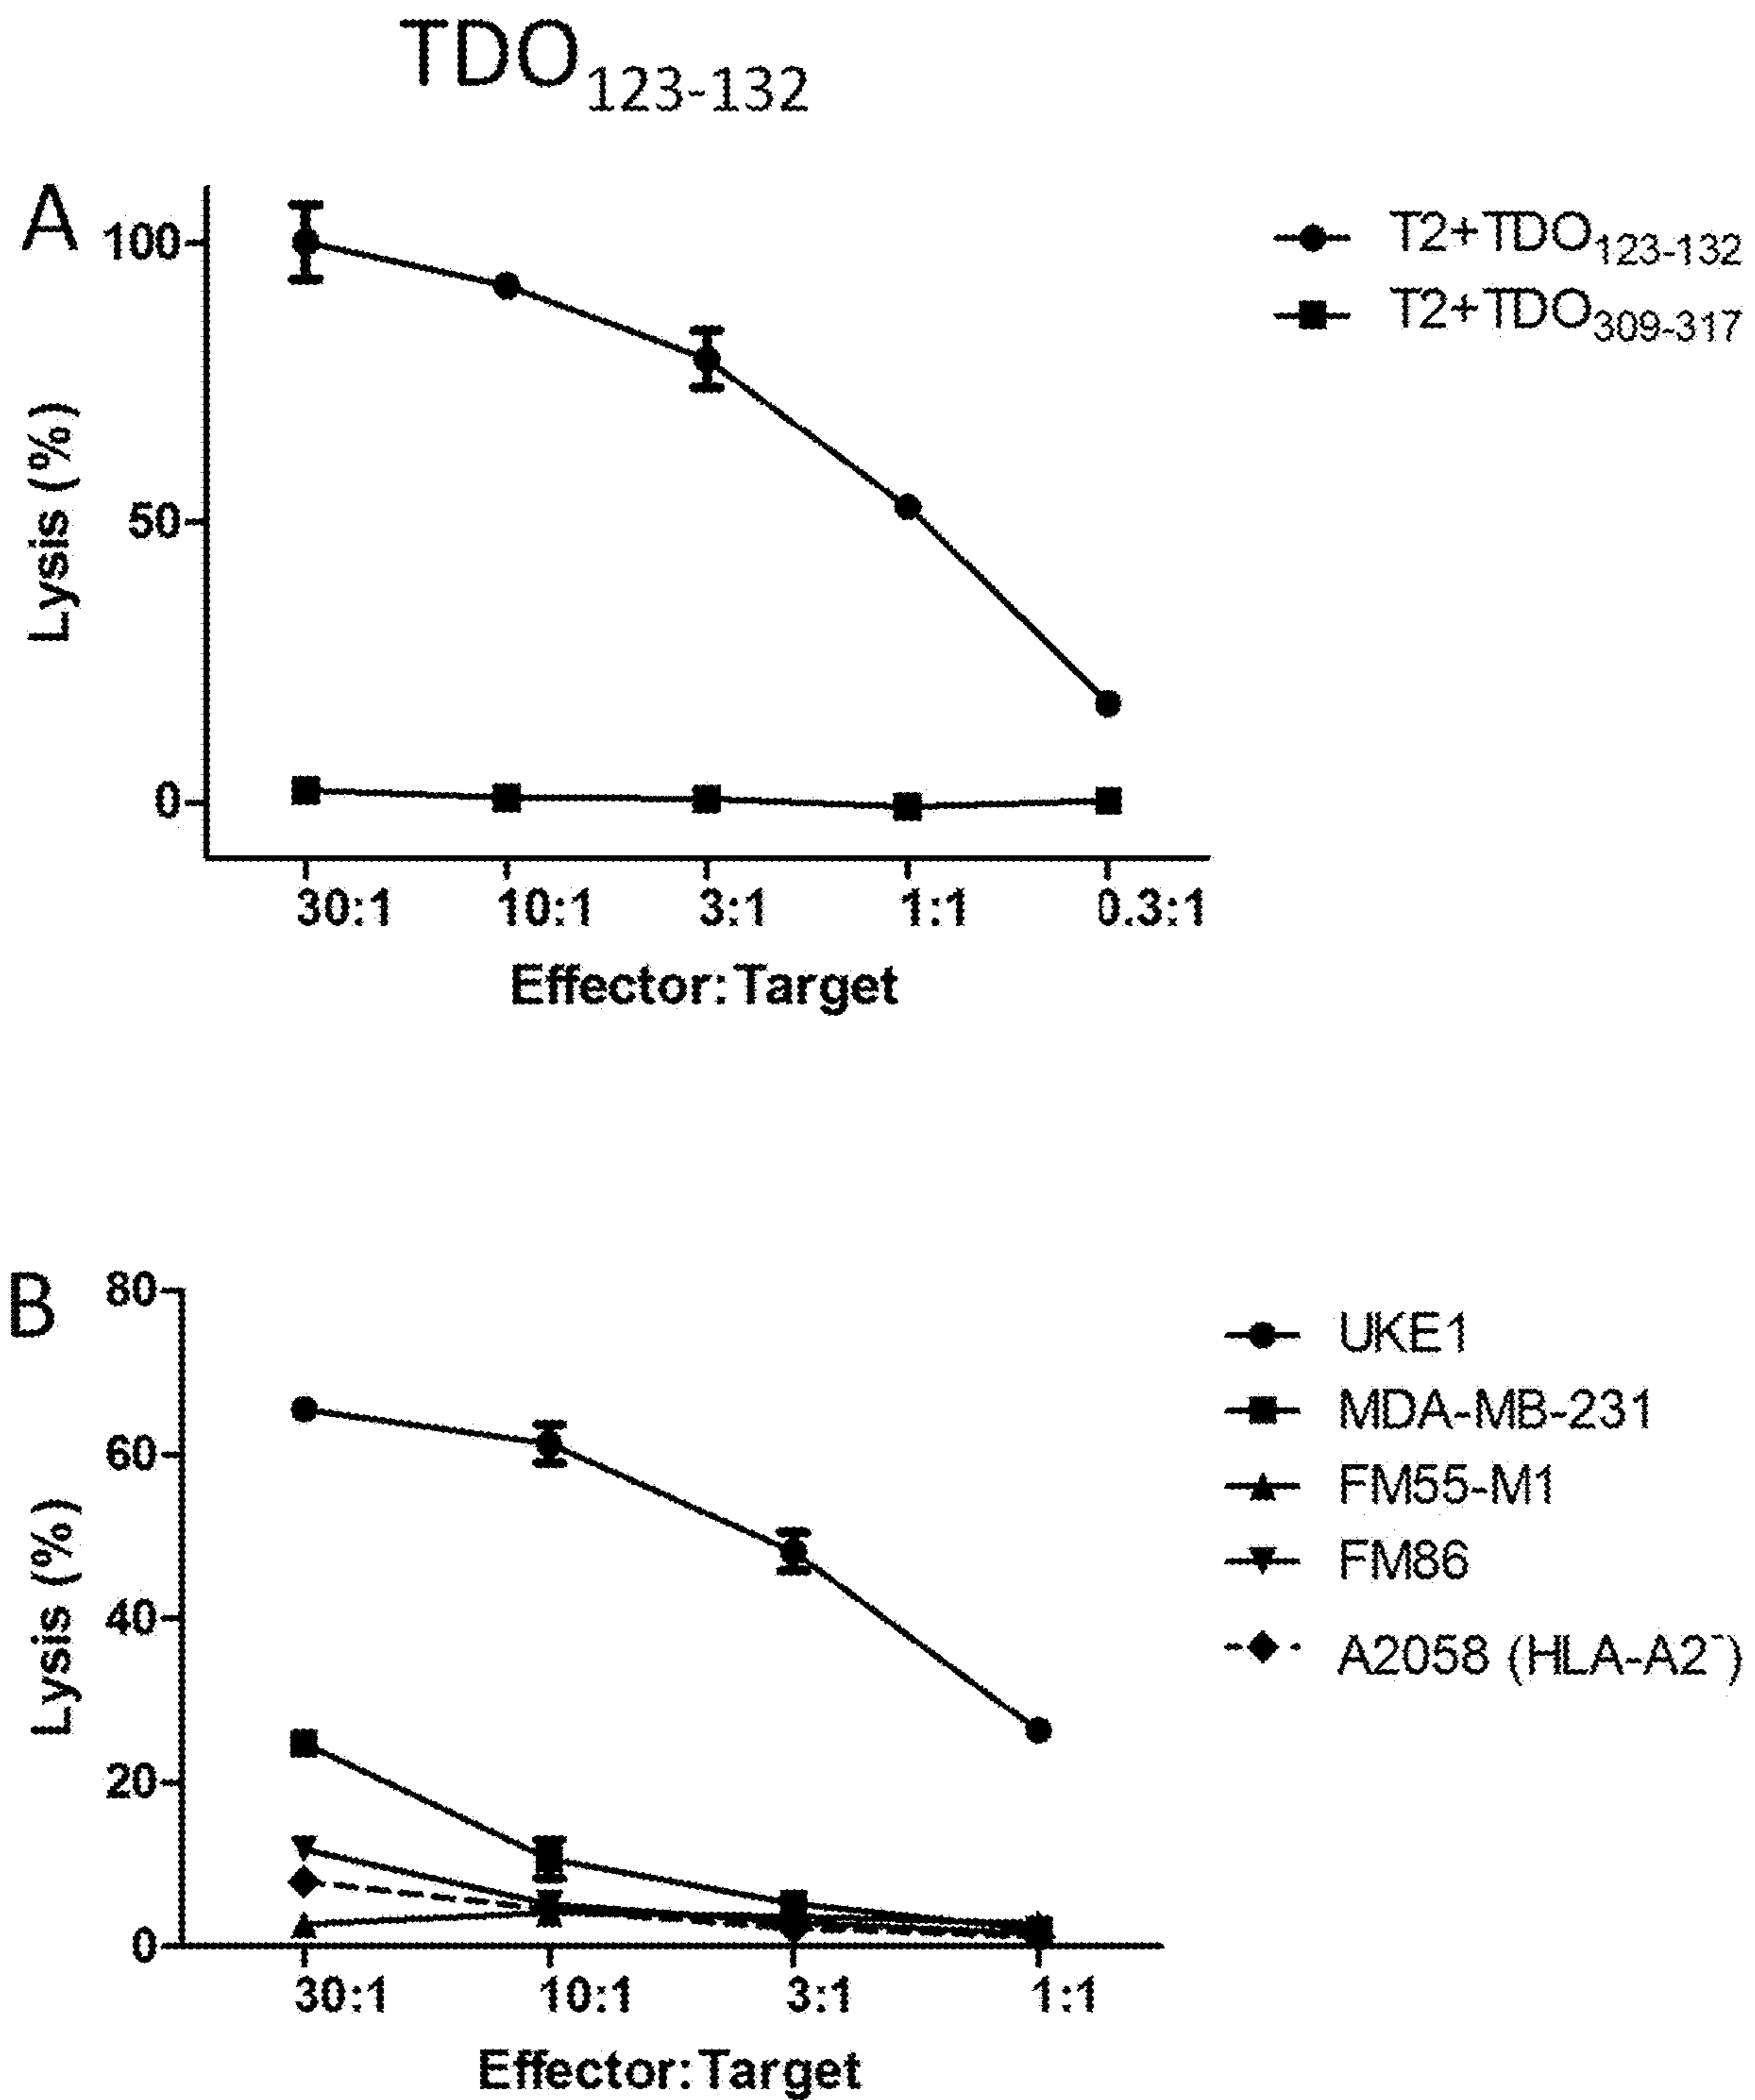 TDO123-132
A
100
50
0
Lysis (%)
30:1 10:1 3:1 1:1 0.3:1
Effector:Target
T2+TDO123-132
T2+TDO309-317
B
80
60
40
20
0
Lysis (%)
30:1 10:1 3:1 1:1
Effector:Target
UKE1
MDA-MB-231
FM55-M1
FM86
A2058 (HLA-A2⁻)